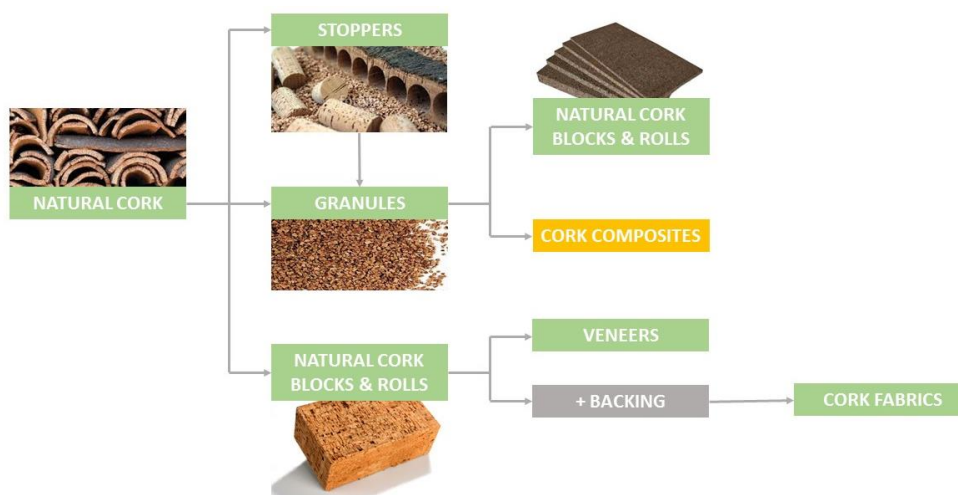 STOPPERS
NATURAL CORK
BLOCKS & ROLLS
NATURAL CORK
GRANULES
CORK COMPOSITES
VENEERS
NATURAL CORK
BLOCKS & ROLLS
+ BACKING
CORK FABRICS